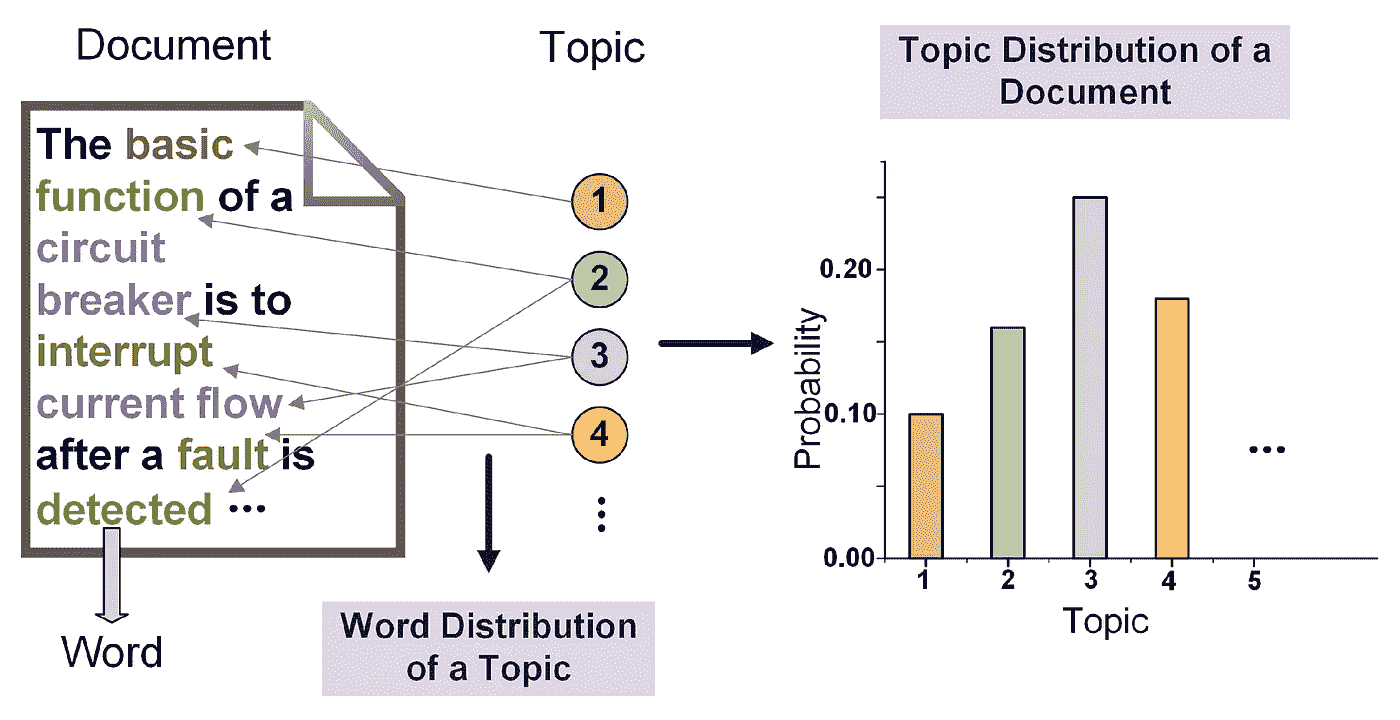 Document
The basic
function of a
circuit
breaker is to
interrupt
current flow
after a fault is
detected ...
Word
Topic
1
2
3
4
⋮
Word Distribution
of a Topic
Topic Distribution of a
Document
Probability
0.20
0.10
0.00
...
1 2 3 4 5
Topic